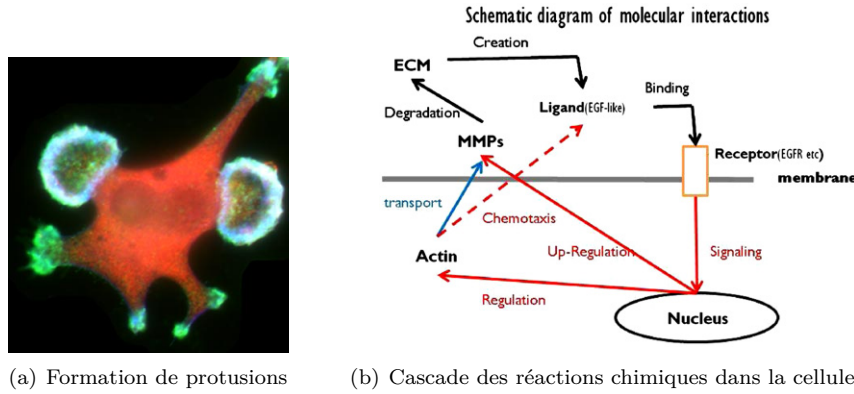 Schematic diagram of molecular interactions
Creation
ECM
Binding
Degradation
Ligand(EGF-like)
MMPs
Receptor(EGFR etc)
membrane
transport
Chemotaxis
Actin
Up-Regulation
Signaling
Regulation
Nucleus
(a) Formation de protusions
(b) Cascade des réactions chimiques dans la cellule